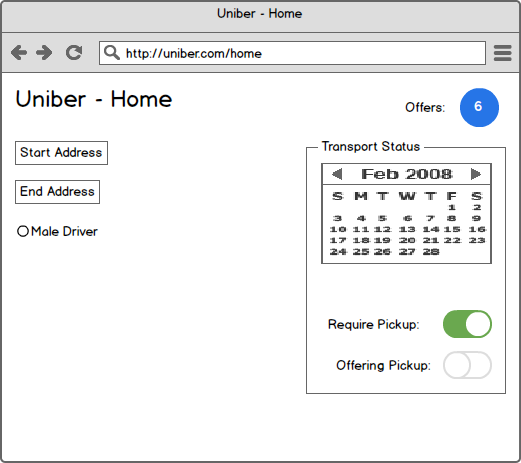 Uniber - Home
http://uniber.com/home
Uniber - Home
Offers: 6
Start Address
End Address
Male Driver
Transport Status
Feb 2008
S M T W T F S
1 2
3 4 5 6 7 8 9
10 11 12 13 14 15 16
17 18 19 20 21 22 23
24 25 26 27 28
Require Pickup:
Offering Pickup: